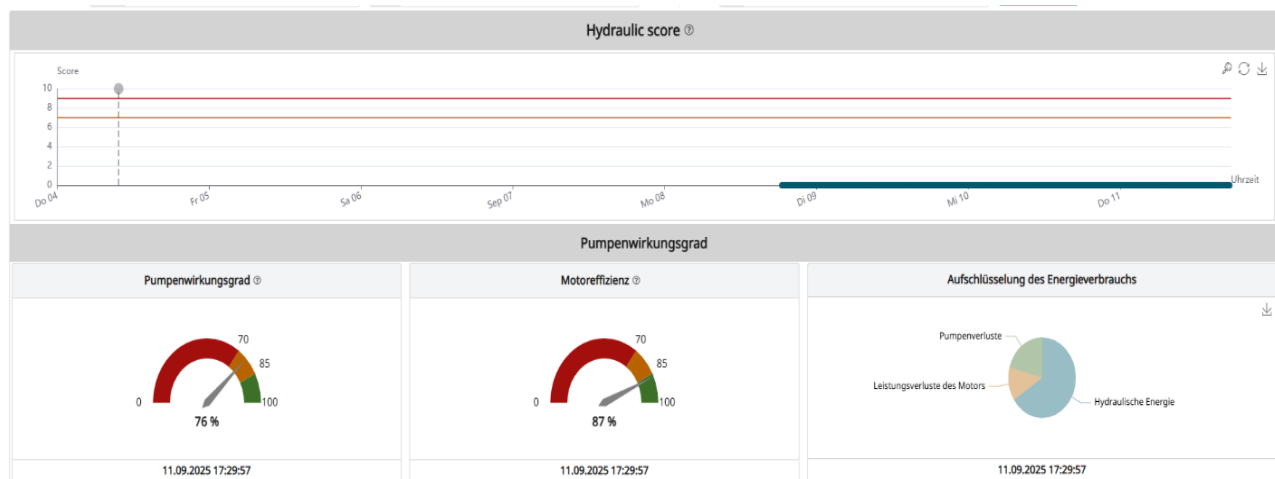 Hydraulic score
Score
10
8
6
4
2
0
Uhrzeit
Do 04
Fr 05
Sa 06
Sep 07
Mo 08
Di 09
Mi 10
Do 11
Pumpenwirkungsgrad
Pumpenwirkungsgrad
0
70
85
100
76 %
11.09.2025 17:29:57
Motoreffizienz
0
70
85
100
87 %
11.09.2025 17:29:57
Aufschlüsselung des Energieverbrauchs
Pumpenverluste
Leistungsverluste des Motors
Hydraulische Energie
11.09.2025 17:29:57